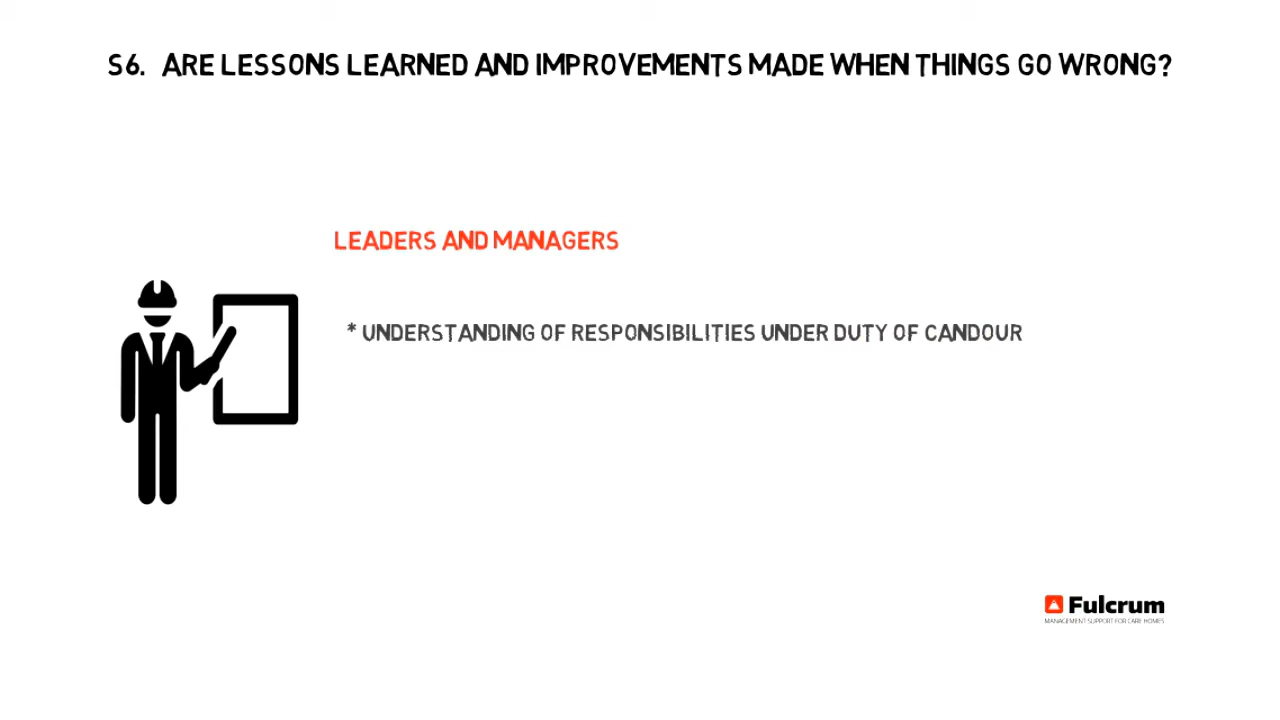 S6. ARE LESSONS LEARNED AND IMPROVEMENTS MADE WHEN THINGS GO WRONG?
LEADERS AND MANAGERS
* UNDERSTANDING OF RESPONSIBILITIES UNDER DUTY OF CANDOUR
Fulcrum
MANAGEMENT SUPPORT FOR CARE HOMES